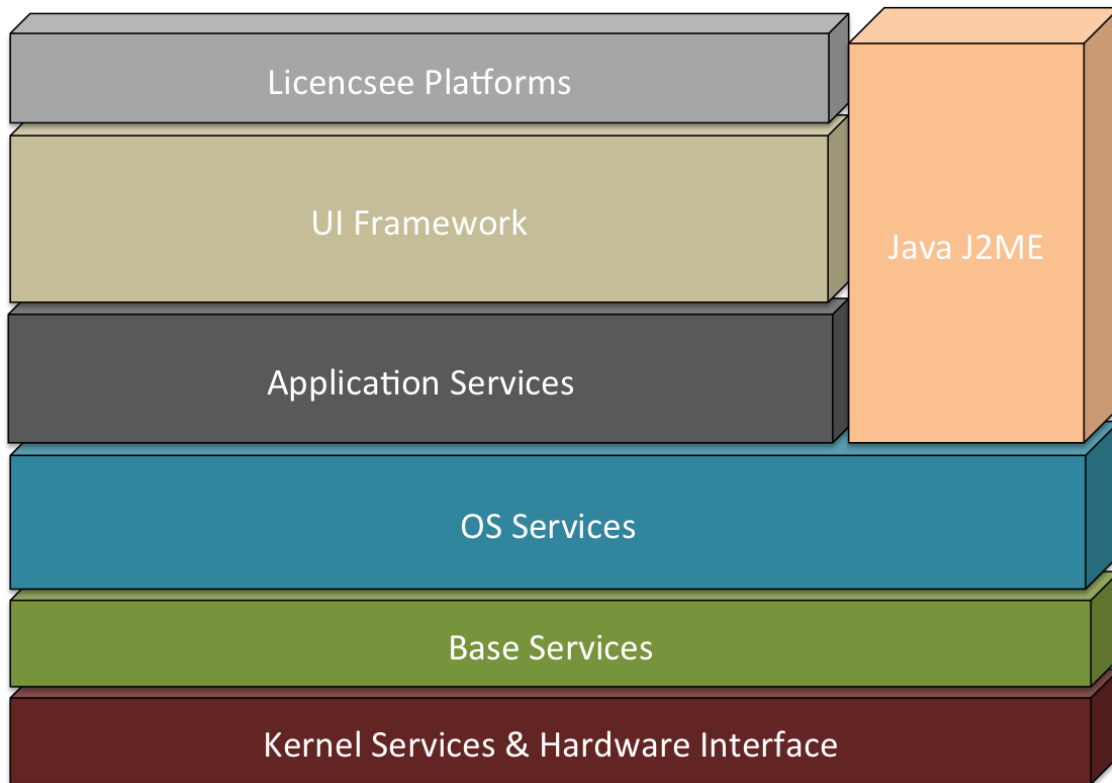 Licencsee Platforms
UI Framework
Java J2ME
Application Services
OS Services
Base Services
Kernel Services & Hardware Interface